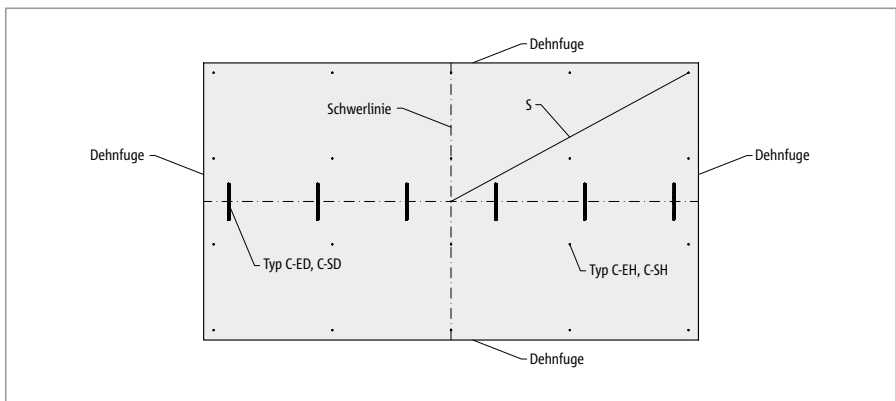 Dehnfuge
Schwerlinie
S
Dehnfuge
Dehnfuge
Typ C-ED, C-SD
Typ C-EH, C-SH
Dehnfuge